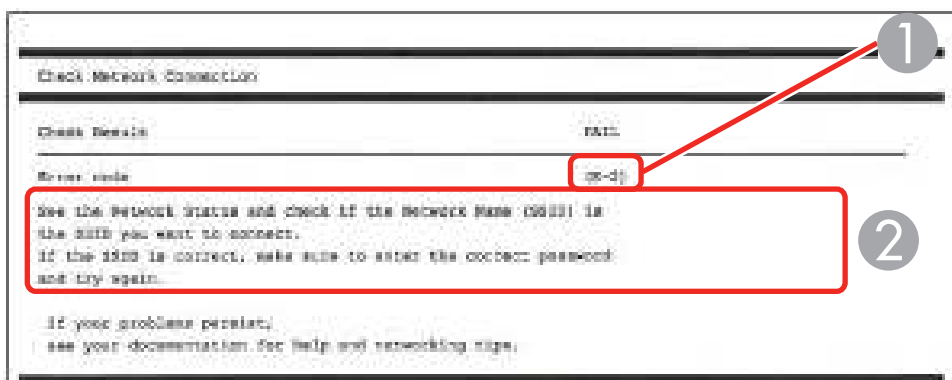 1
Check Network Connection
Check Result FAIL
Error code
See the Network Status and check if the Network Name (SSID) is
the SSID you want to connect.
If the SSID is correct, make sure to enter the correct password
and try again.
2
If your problems persist,
see your documentation for help and networking tips.